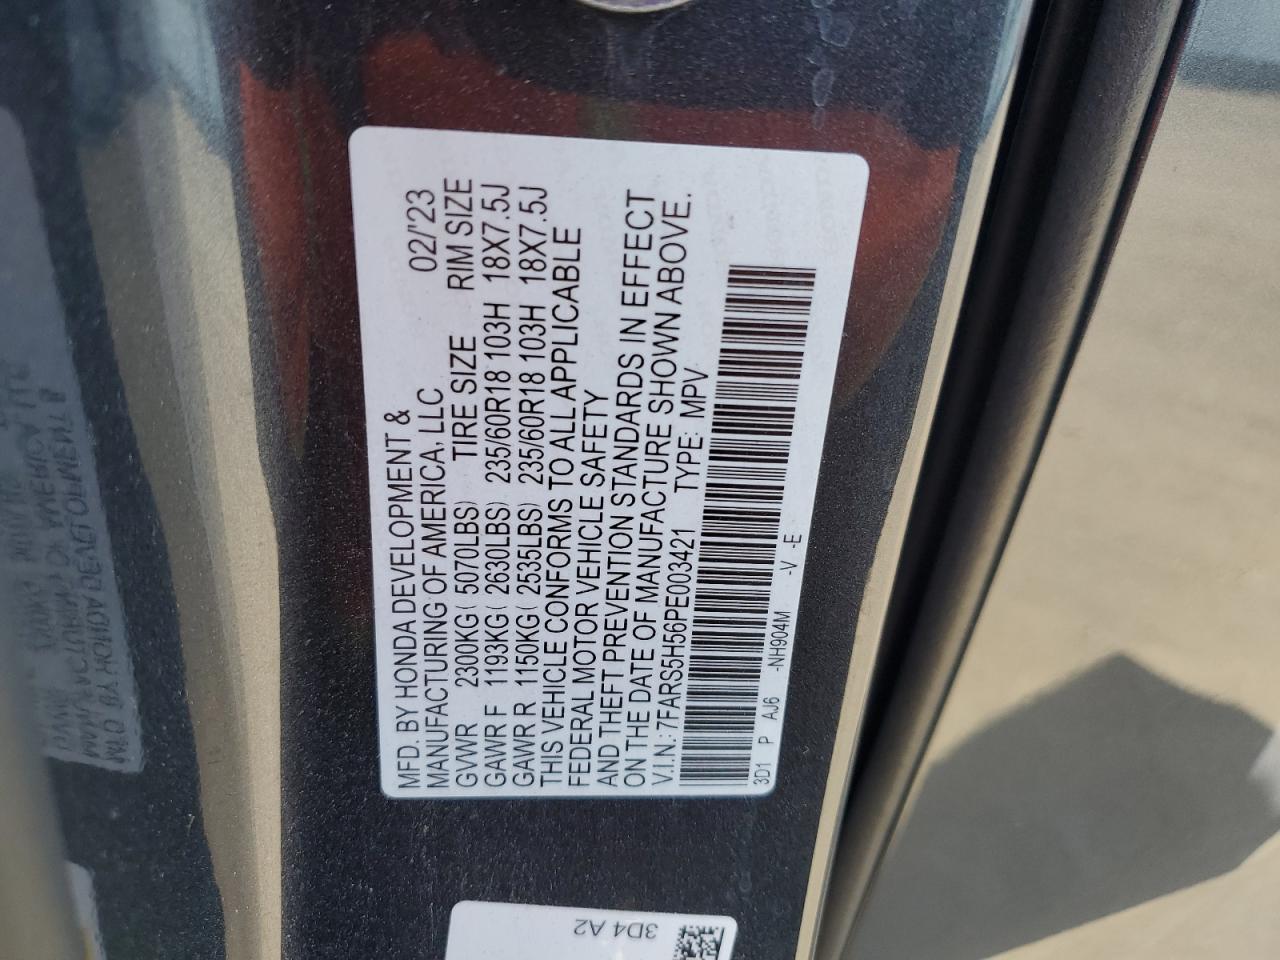 MFD. BY HONDA DEVELOPMENT &
MANUFACTURING OF AMERICA, LLC 02/'23
GVWR 2300KG( 5070LBS) TIRE SIZE RIM SIZE
GAWR F 1193KG( 2630LBS) 235/60R18 103H 18X7.5J
GAWR R 1150KG( 2535LBS) 235/60R18 103H 18X7.5J
THIS VEHICLE CONFORMS TO ALL APPLICABLE
FEDERAL MOTOR VEHICLE SAFETY
AND THEFT PREVENTION STANDARDS IN EFFECT
ON THE DATE OF MANUFACTURE SHOWN ABOVE.
V.I.N.: 7FARS5H56PE003421 TYPE: MPV
3D1 P AJ6 -NH904M -V -E
3D4 A2